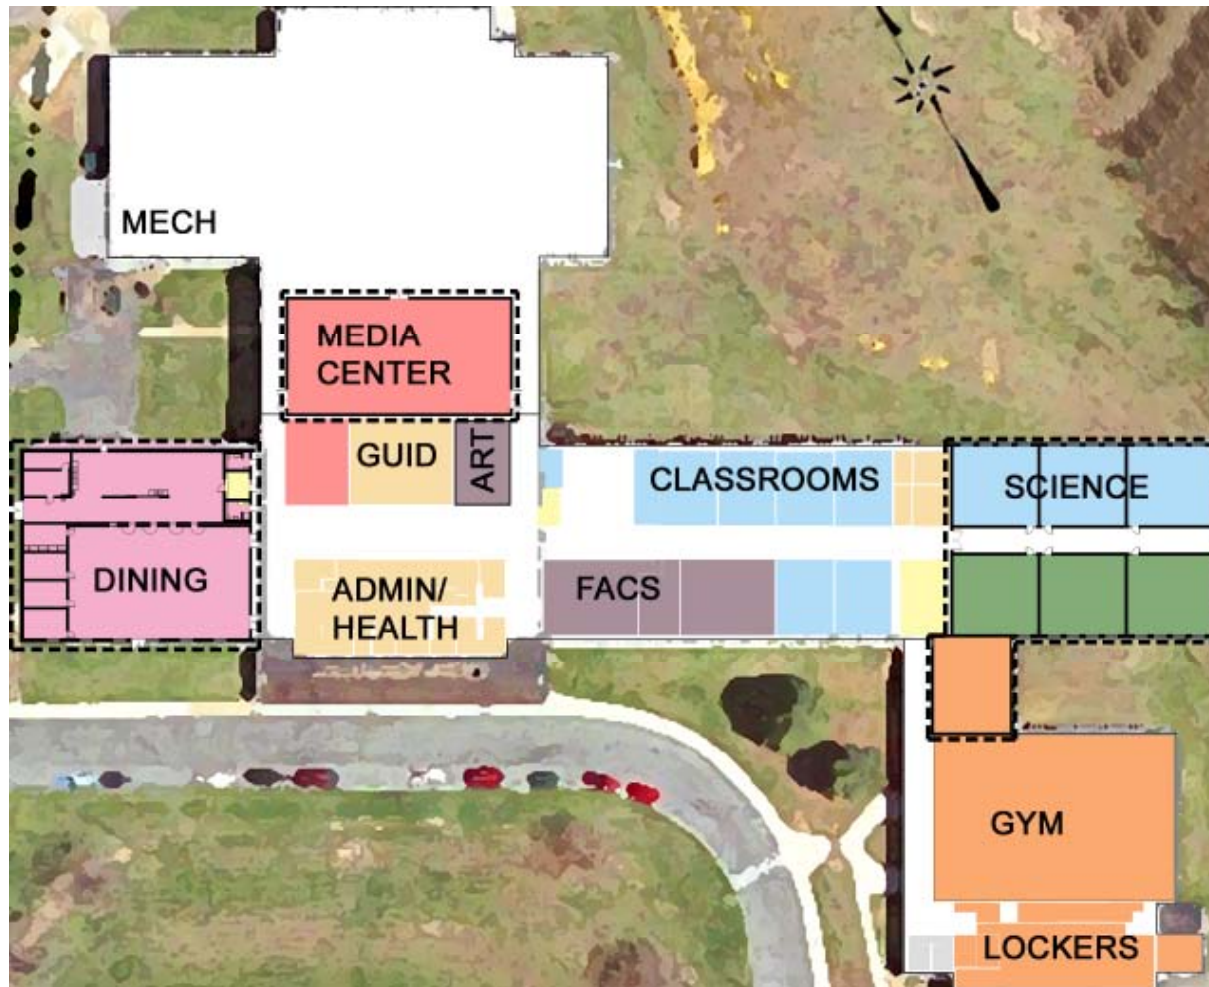 MECH
MEDIA
CENTER
GUID
ART
CLASSROOMS
SCIENCE
DINING
ADMIN/
HEALTH
FACS
GYM
LOCKERS